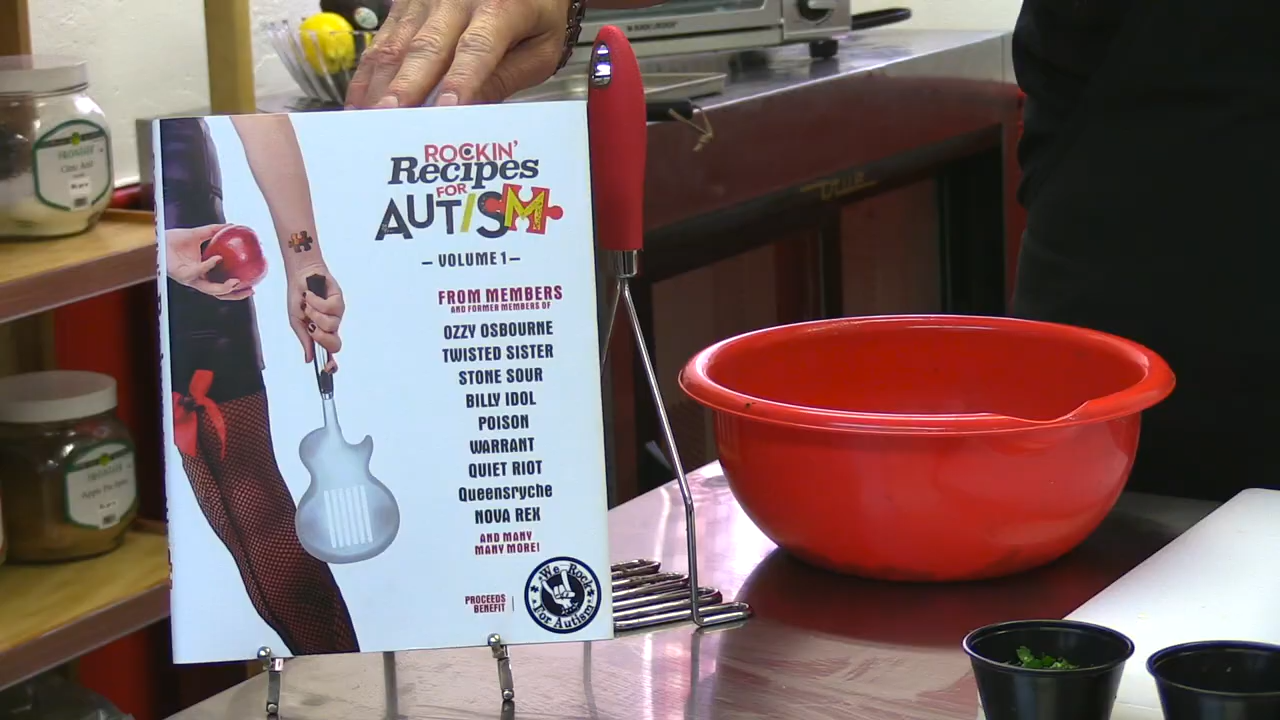 ROCKIN'
Recipes
FOR
AUTISM
– VOLUME 1 –
FROM MEMBERS
AND FORMER MEMBERS OF
OZZY OSBOURNE
TWISTED SISTER
STONE SOUR
BILLY IDOL
POISON
WARRANT
QUIET RIOT
Queensryche
NOVA REX
AND MANY
MANY MORE!
PROCEEDS
BENEFIT
We Rock
For Autism
FRONTIER